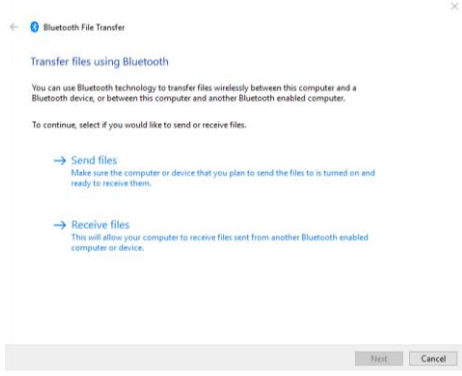 Bluetooth File Transfer
Transfer files using Bluetooth
You can use Bluetooth technology to transfer files wirelessly between this computer and a
Bluetooth device, or between this computer and another Bluetooth enabled computer.
To continue, select if you would like to send or receive files.
Send files
Make sure the computer or device that you plan to send the files to is turned on and
ready to receive them.
Receive files
This will allow your computer to receive files sent from another Bluetooth enabled
computer or device.
Next Cancel